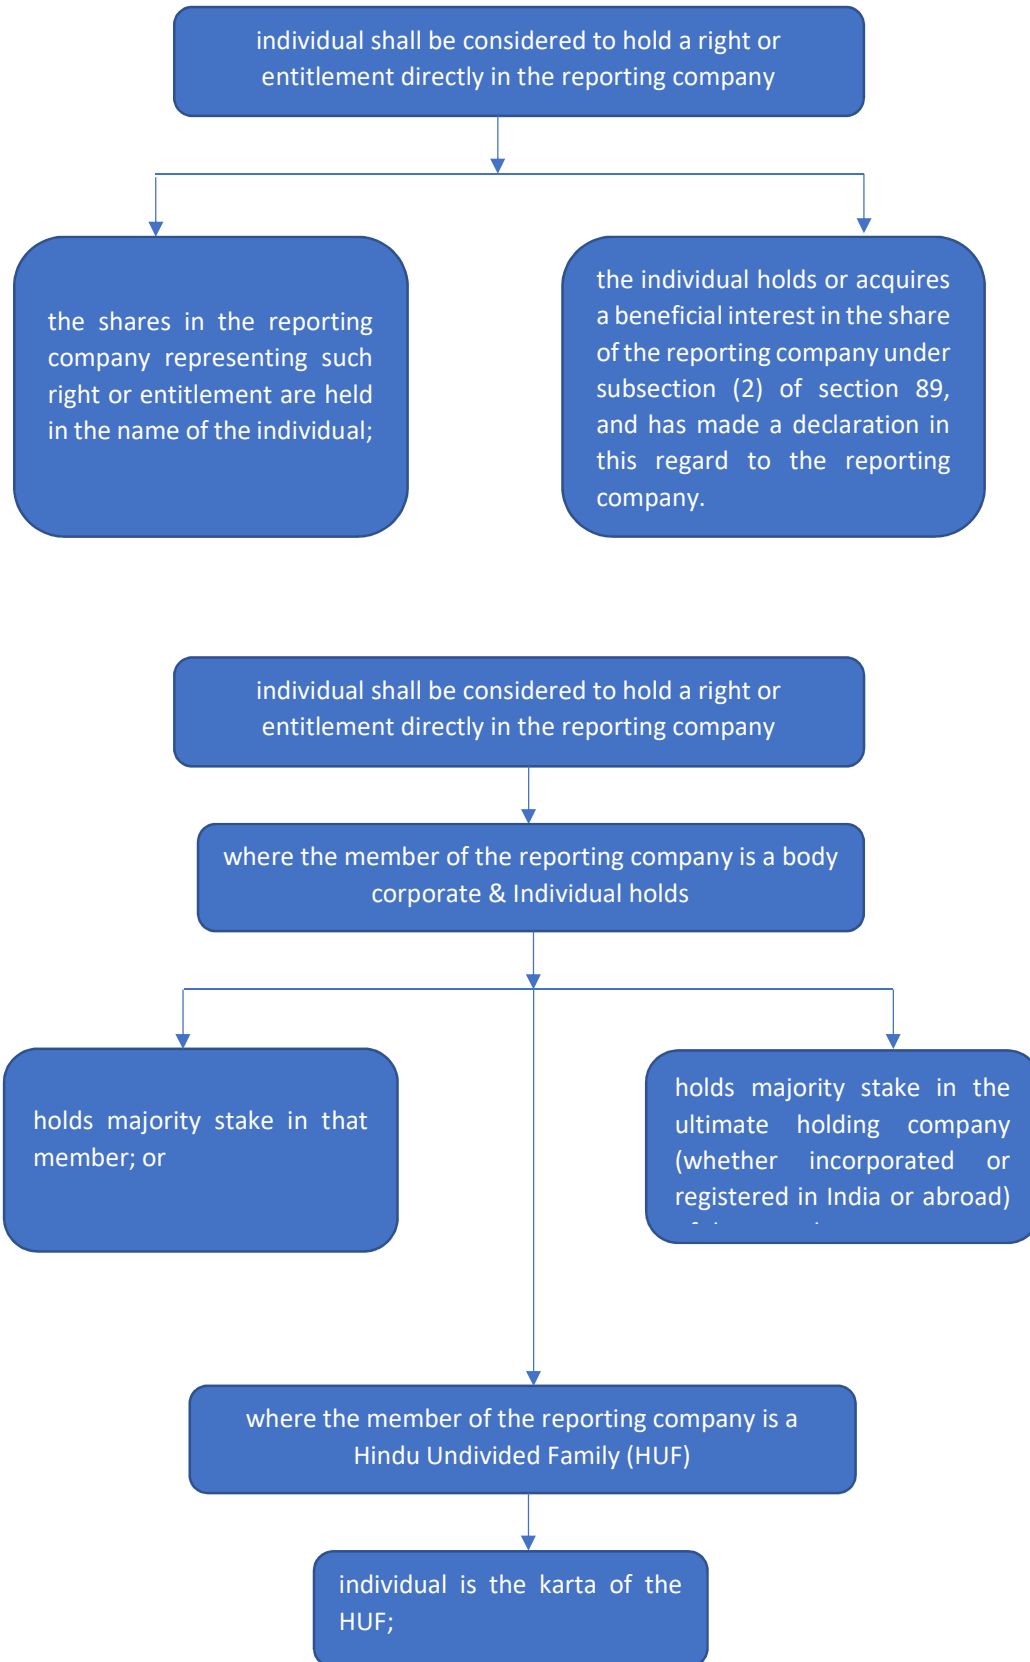 individual shall be considered to hold a right or
entitlement directly in the reporting company
the shares in the reporting
company representing such
right or entitlement are held
in the name of the individual;
the individual holds or acquires
a beneficial interest in the share
of the reporting company under
subsection (2) of section 89,
and has made a declaration in
this regard to the reporting
company.
individual shall be considered to hold a right or
entitlement directly in the reporting company
where the member of the reporting company is a body
corporate & Individual holds
holds majority stake in that
member; or
holds majority stake in the
ultimate holding company
(whether incorporated or
registered in India or abroad)
where the member of the reporting company is a
Hindu Undivided Family (HUF)
individual is the karta of the
HUF;